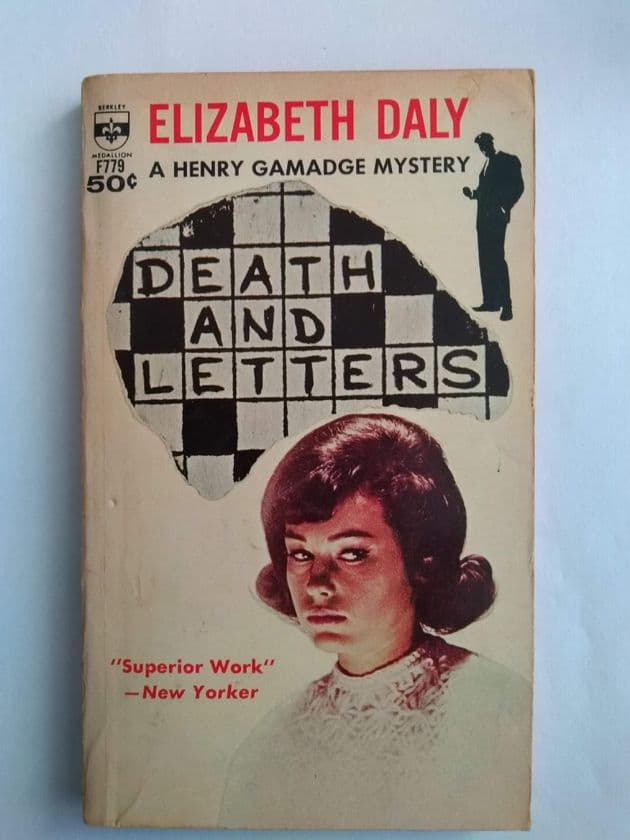 BERKLEY
MEDALLION
F779
50¢
ELIZABETH DALY
A HENRY GAMADGE MYSTERY
DEATH
AND
LETTERS
"Superior Work"
—New Yorker